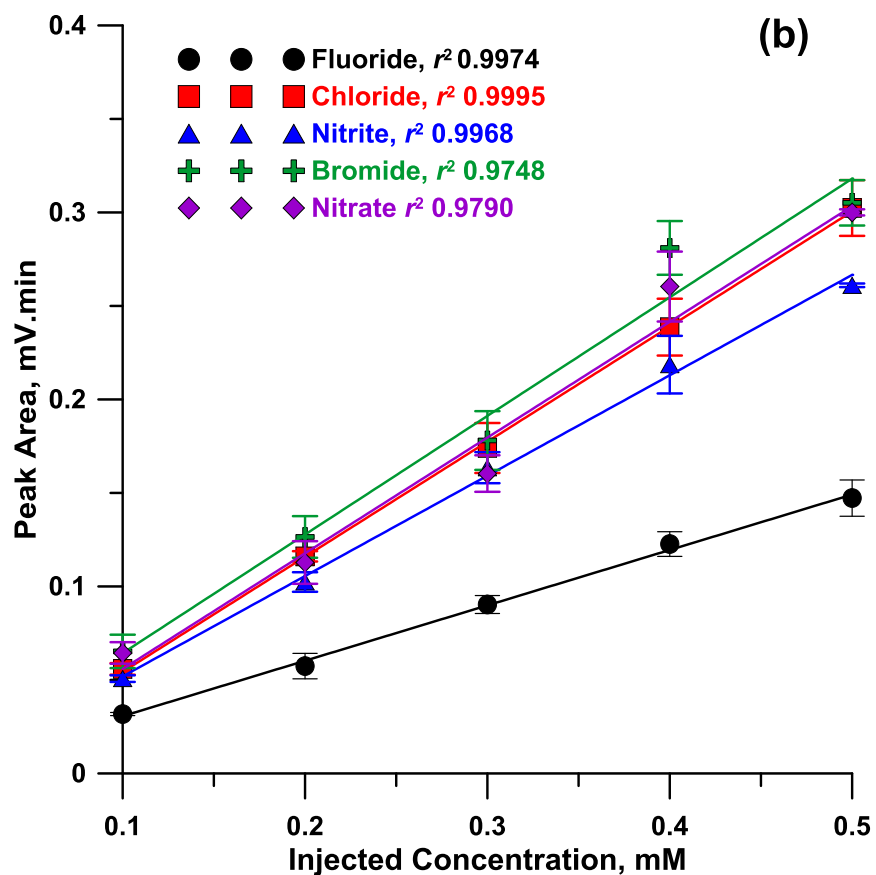 (b)
Fluoride, r² 0.9974
Chloride, r² 0.9995
Nitrite, r² 0.9968
Bromide, r² 0.9748
Nitrate r² 0.9790
Peak Area, mV.min
0.4
0.3
0.2
0.1
0
0.1 0.2 0.3 0.4 0.5
Injected Concentration, mM